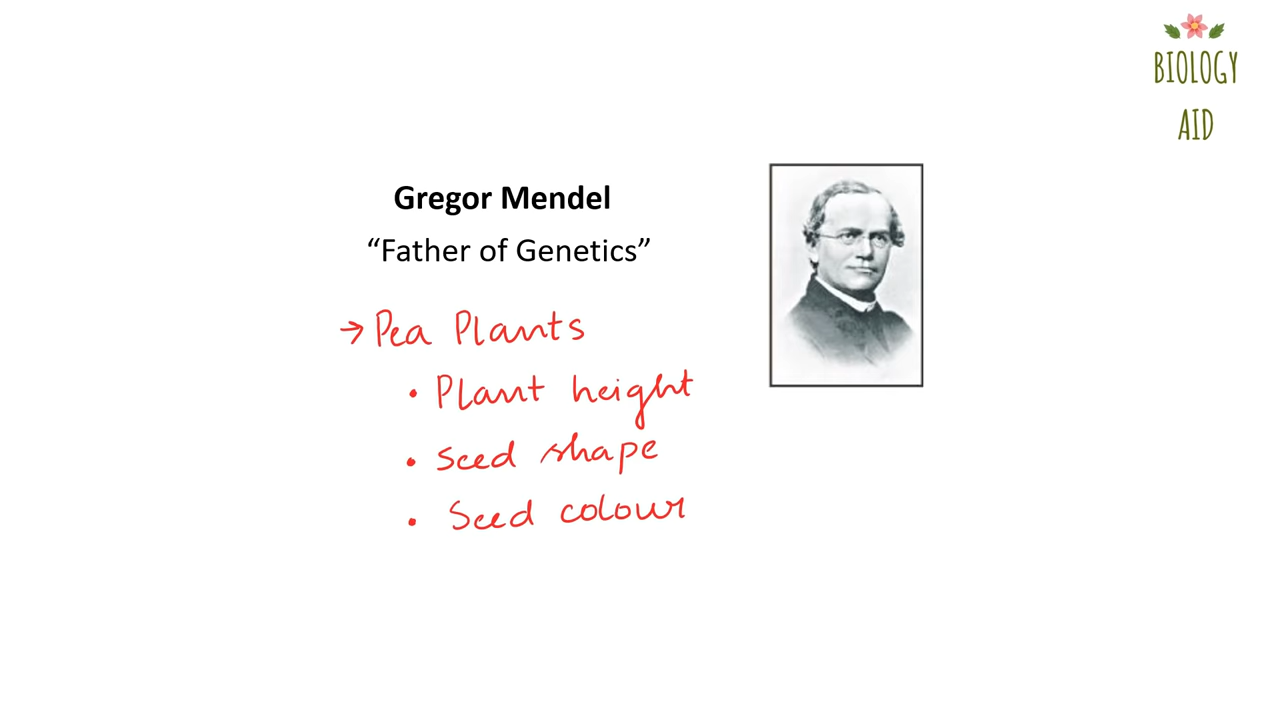 BIOLOGY
AID
Gregor Mendel
“Father of Genetics”
→ Pea Plants
• Plant height
• Seed shape
• Seed colour